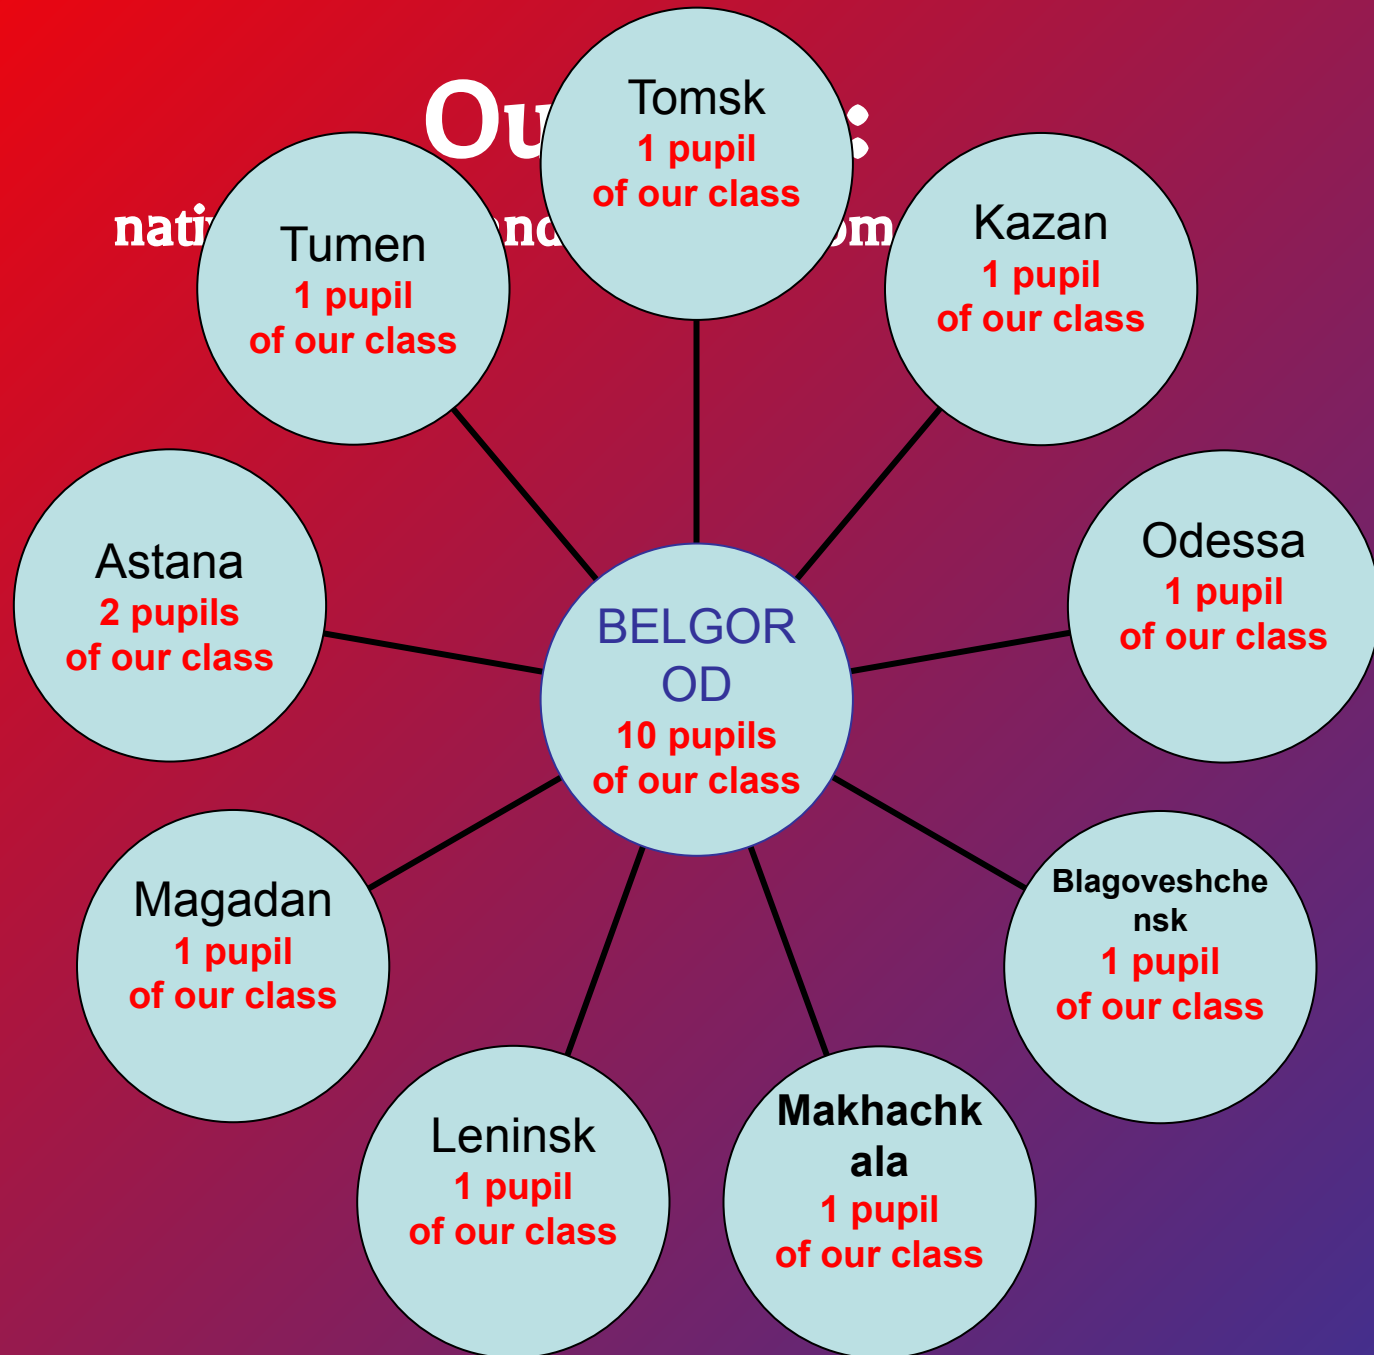 Tomsk
1 pupil
of our class
Tumen
1 pupil
of our class
Kazan
1 pupil
of our class
Astana
2 pupils
of our class
Odessa
1 pupil
of our class
BELGOR
OD
10 pupils
of our class
Magadan
1 pupil
of our class
Blagoveshche
nsk
1 pupil
of our class
Leninsk
1 pupil
of our class
Makhachk
ala
1 pupil
of our class